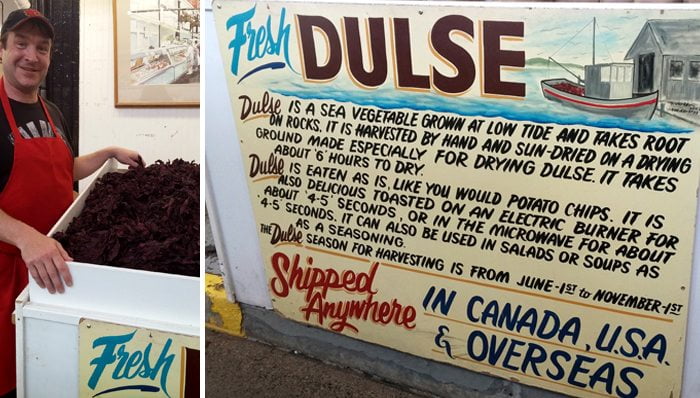 Fresh
Fresh DULSE
Dulse IS A SEA VEGETABLE GROWN AT LOW TIDE AND TAKES ROOT
ON ROCKS. IT IS HARVESTED BY HAND AND SUN-DRIED ON A DRYING
GROUND MADE ESPECIALLY FOR DRYING DULSE. IT TAKES
ABOUT '6' HOURS TO DRY.
Dulse IS EATEN AS IS, LIKE YOU WOULD POTATO CHIPS. IT IS
ALSO DELICIOUS TOASTED ON AN ELECTRIC BURNER FOR
ABOUT '4-5' SECONDS, OR IN THE MICROWAVE FOR ABOUT
'4-5 SECONDS. IT CAN ALSO BE USED IN SALADS OR SOUPS AS
AS A SEASONING.
THE Dulse SEASON FOR HARVESTING IS FROM JUNE-1ST to NOVEMBER-1ST
Shipped
Anywhere
IN CANADA, U.S.A.
& OVERSEAS